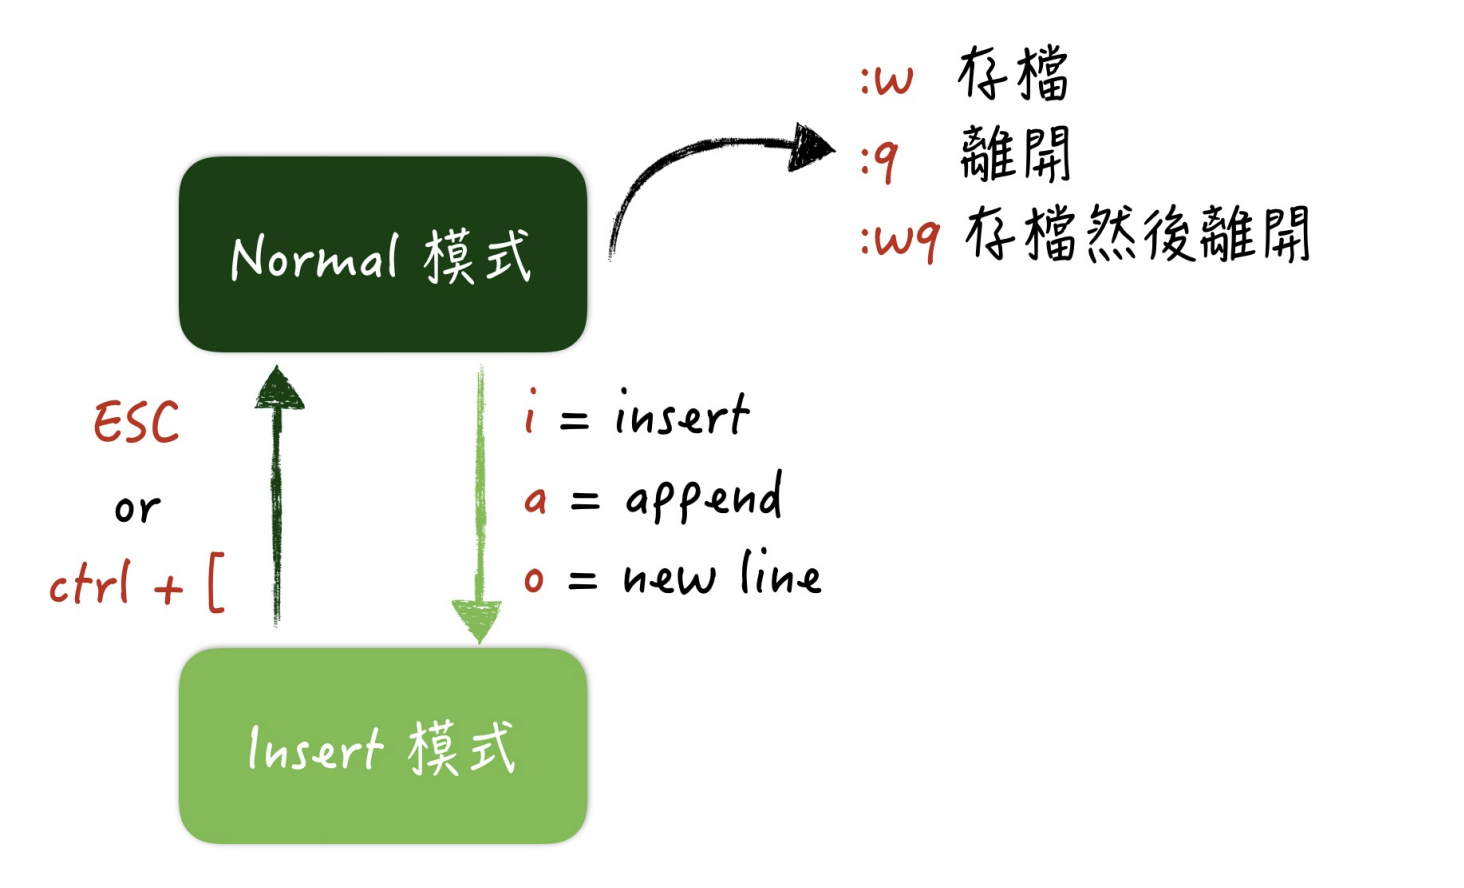 :w 存檔
:q 離開
:wq 存檔然後離開
Normal 模式
ESC
or
ctrl + [
i = insert
a = append
o = new line
Insert 模式